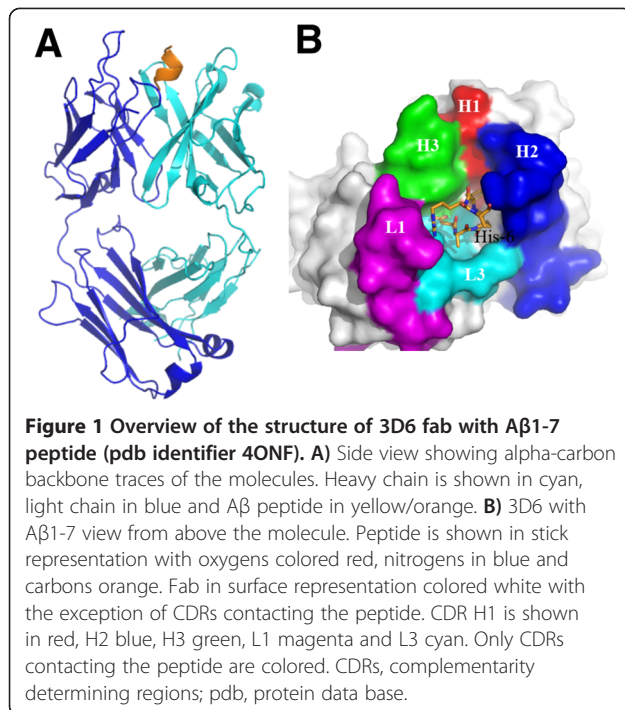 A
B
H1
H3
H2
L1
His-6
L3
Figure 1 Overview of the structure of 3D6 fab with Aβ1-7
peptide (pdb identifier 4ONF). A) Side view showing alpha-carbon
backbone traces of the molecules. Heavy chain is shown in cyan,
light chain in blue and Aβ peptide in yellow/orange. B) 3D6 with
Aβ1-7 view from above the molecule. Peptide is shown in stick
representation with oxygens colored red, nitrogens in blue and
carbons orange. Fab in surface representation colored white with
the exception of CDRs contacting the peptide. CDR H1 is shown
in red, H2 blue, H3 green, L1 magenta and L3 cyan. Only CDRs
contacting the peptide are colored. CDRs, complementarity
determining regions; pdb, protein data base.